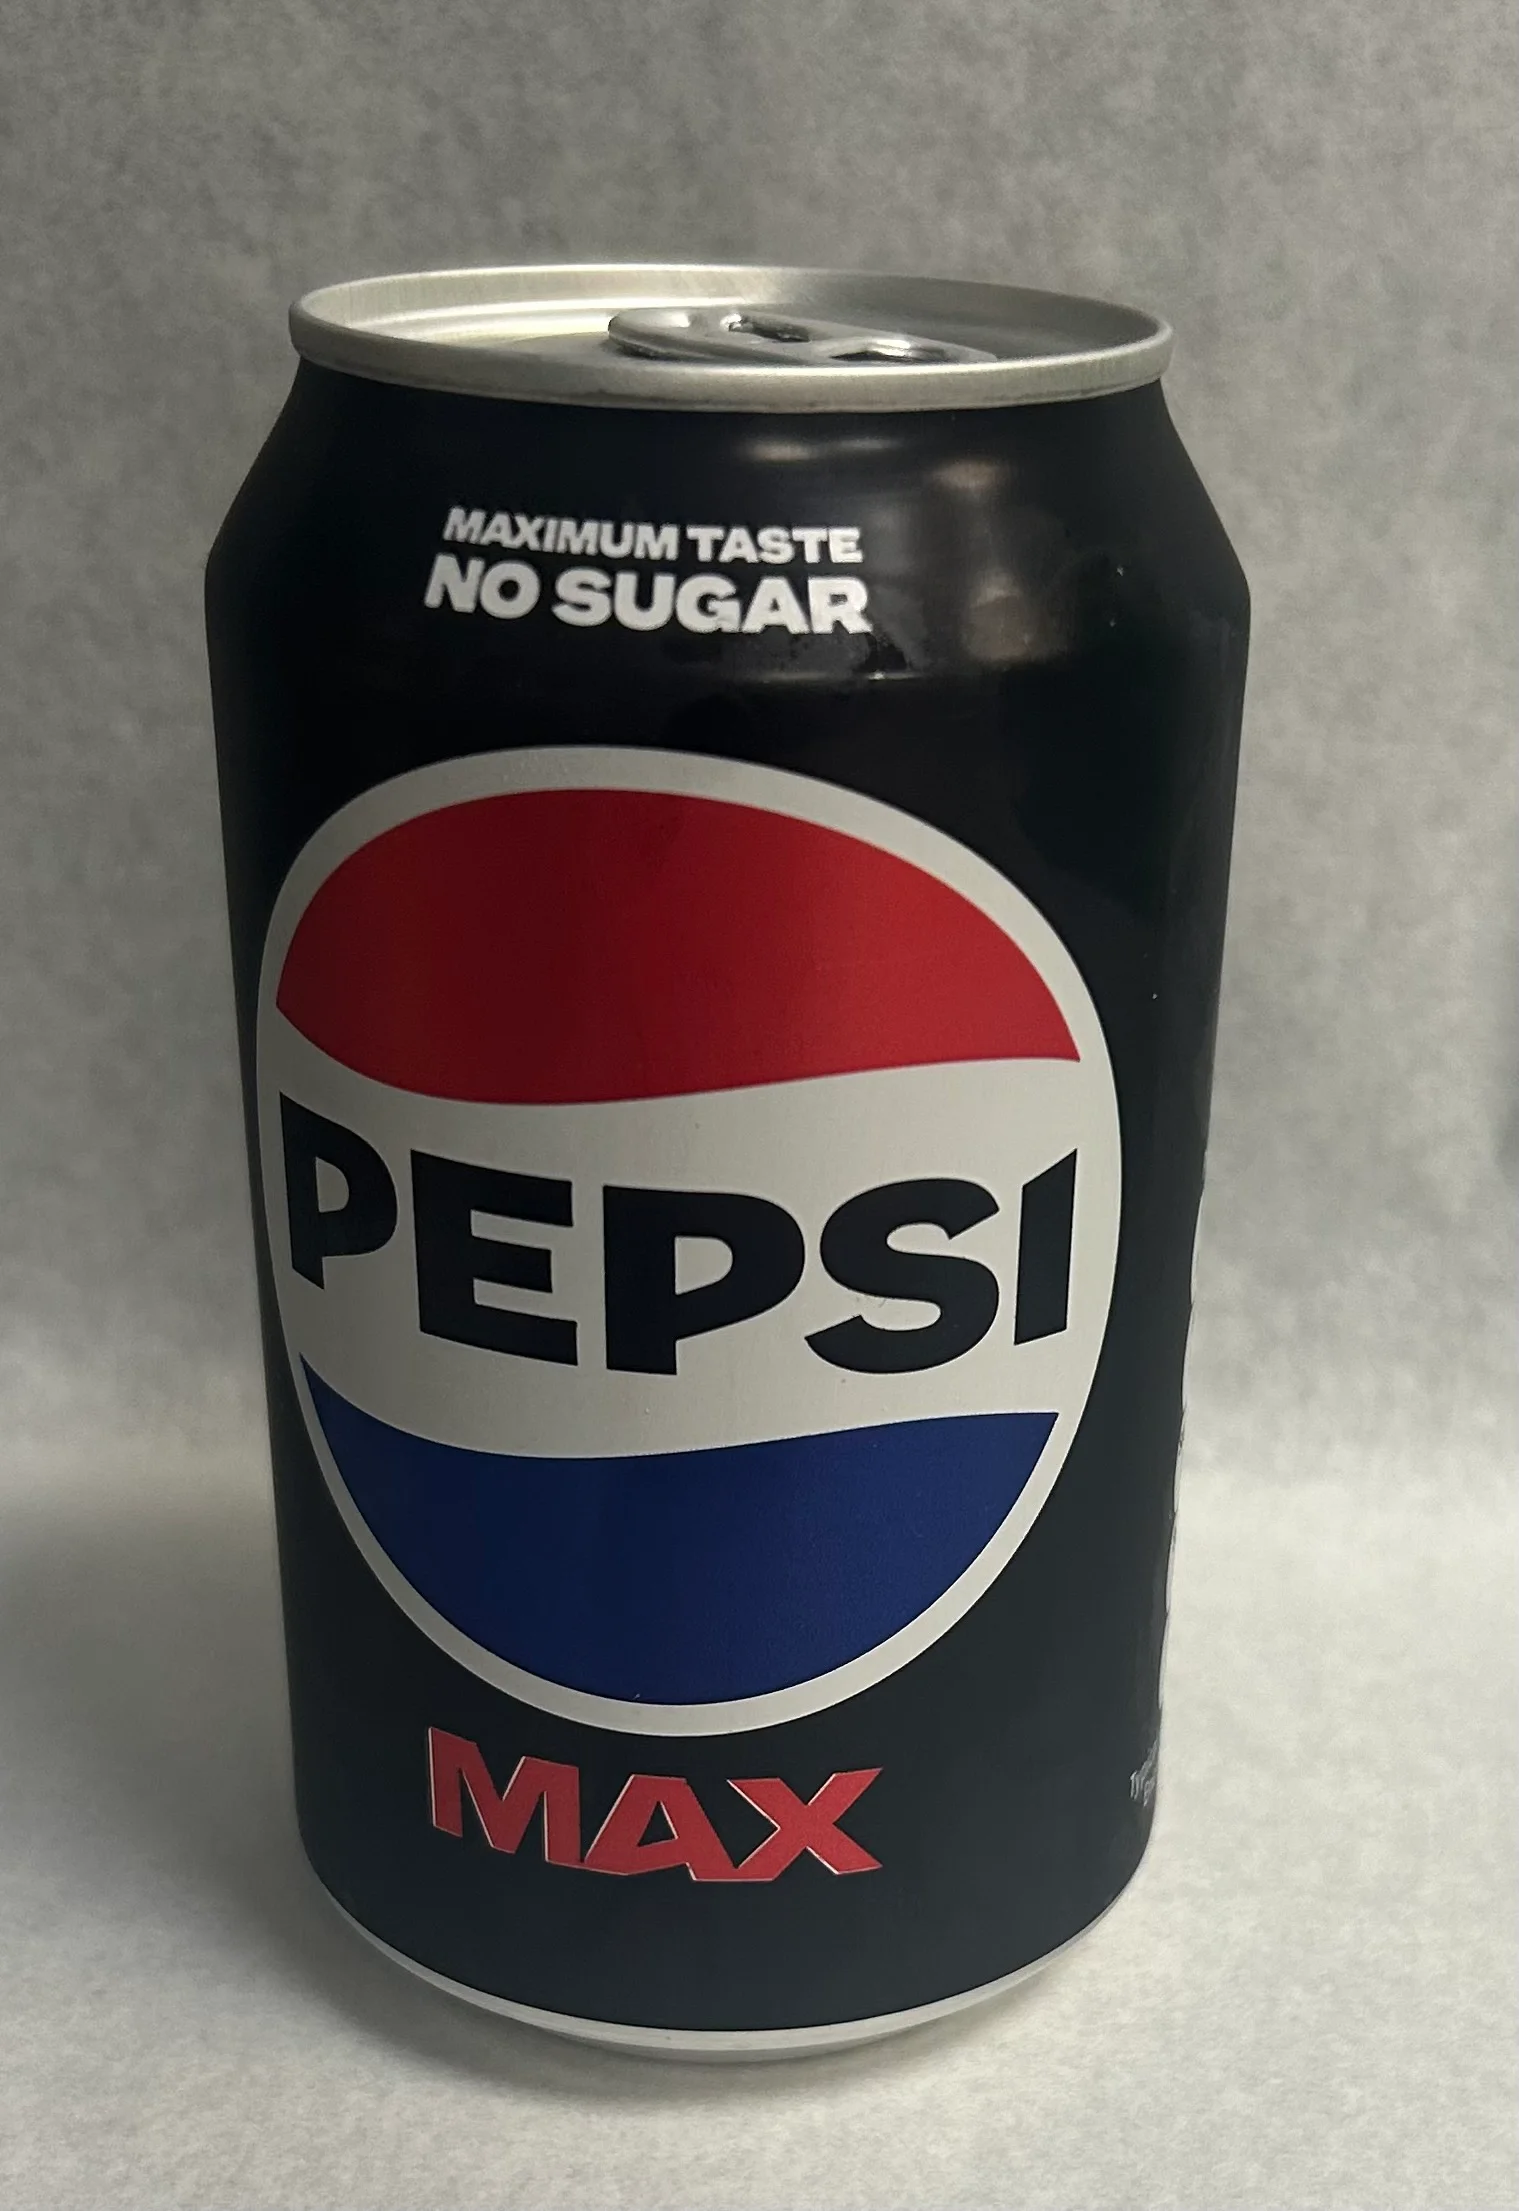 MAXIMUM TASTE
NO SUGAR
PEPSI
MAX